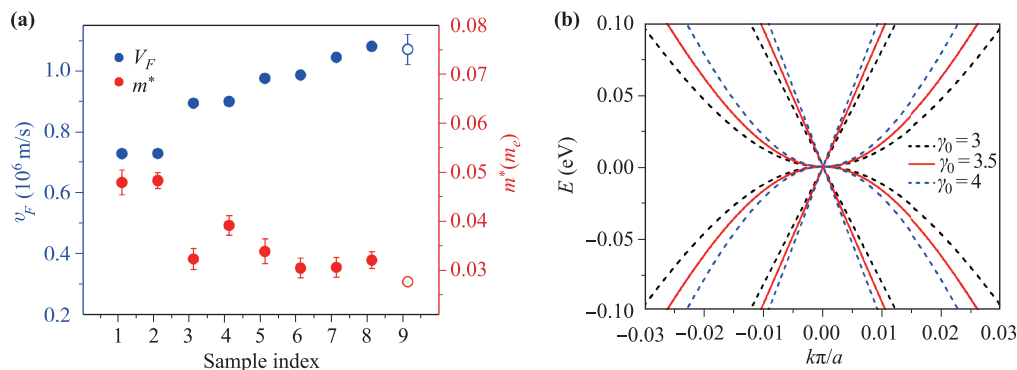 (a)
V_F
m*
v_F (10^6 m/s)
1.0
0.8
0.6
0.4
0.2
0.08
0.07
0.06
0.05
0.04
0.03
m*(m_e)
1 2 3 4 5 6 7 8 9
Sample index
(b)
E (eV)
0.10
0.05
0.00
−0.05
−0.10
γ0 = 3
γ0 = 3.5
γ0 = 4
−0.03 −0.02 −0.01 0.00 0.01 0.02 0.03
kπ/a